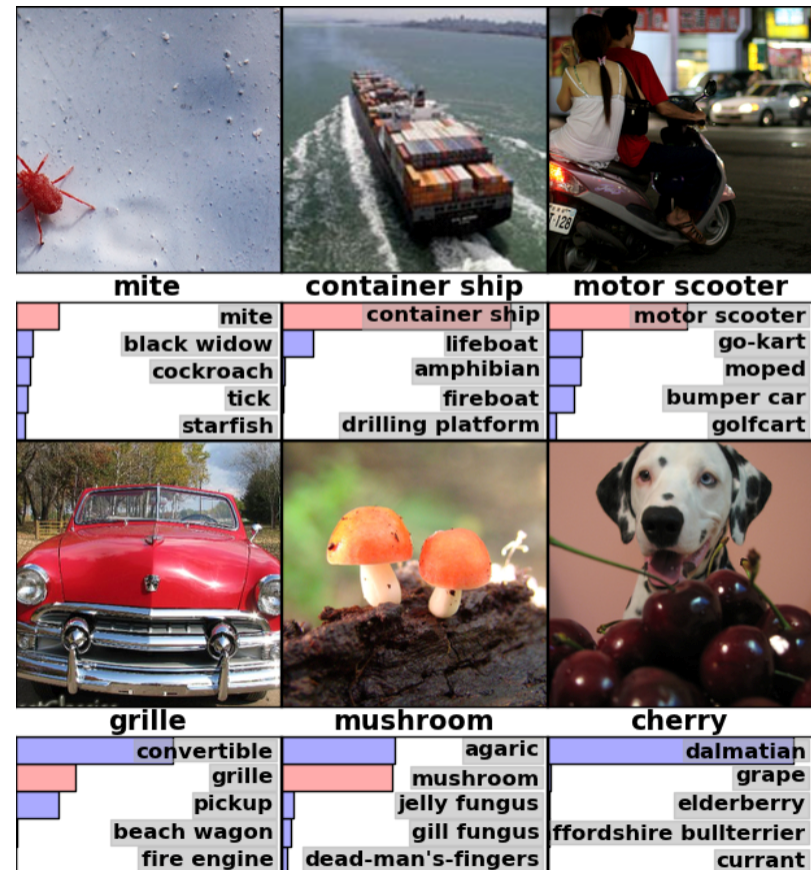 T-128
mite
container ship
motor scooter
mite
black widow
cockroach
tick
starfish
container ship
lifeboat
amphibian
fireboat
drilling platform
motor scooter
go-kart
moped
bumper car
golfcart
grille
mushroom
cherry
convertible
grille
pickup
beach wagon
fire engine
agaric
mushroom
jelly fungus
gill fungus
dead-man's-fingers
dalmatian
grape
elderberry
ffordshire bullterrier
currant